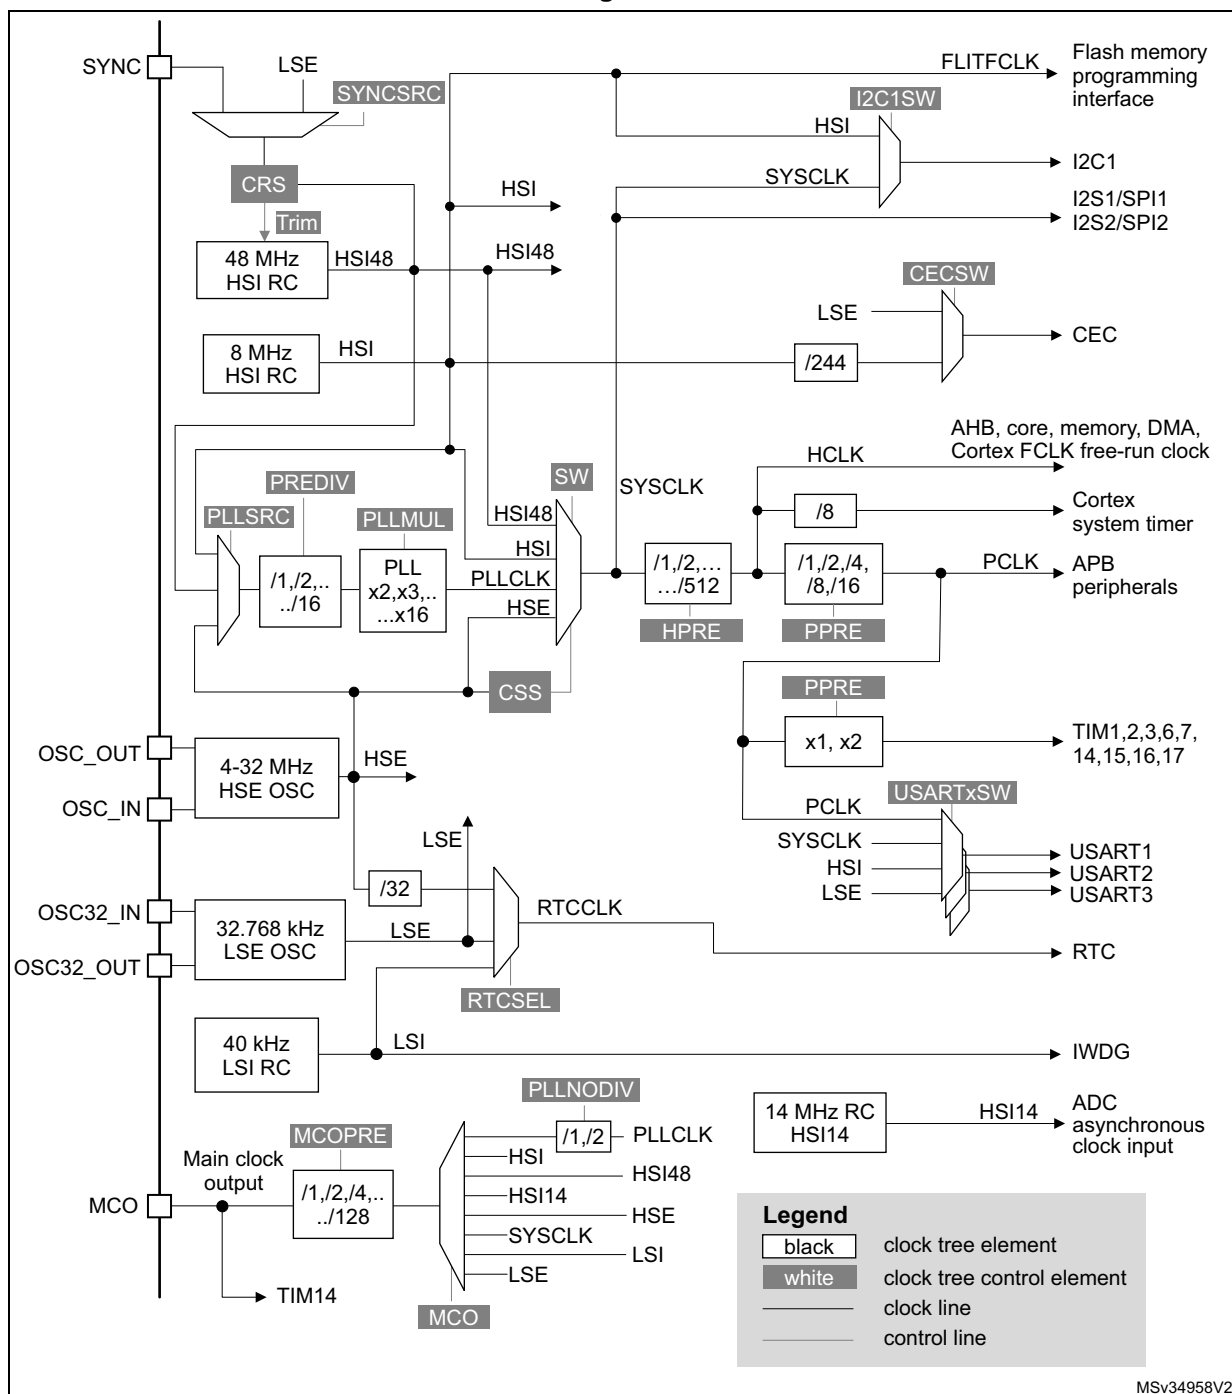 SYNC
LSE
SYNCSRC
CRS
Trim
48 MHz
HSI RC
HSI48
HSI48
HSI
8 MHz
HSI RC
HSI
FLITFCLK
Flash memory
programming
interface
I2C1SW
HSI
SYSCLK
I2C1
I2S1/SPI1
I2S2/SPI2
CECSW
LSE
/244
CEC
PLLSRC
PREDIV
/1,/2,..
../16
PLLMUL
PLL
x2,x3,..
...x16
SW
HSI48
HSI
PLLCLK
HSE
CSS
SYSCLK
/1,/2,…
…/512
HPRE
HCLK
AHB, core, memory, DMA,
Cortex FCLK free-run clock
/8
Cortex
system timer
/1,/2,/4,
/8,/16
PPRE
PCLK
APB
peripherals
PPRE
x1, x2
TIM1,2,3,6,7,
14,15,16,17
OSC_OUT
OSC_IN
4-32 MHz
HSE OSC
HSE
USARTxSW
PCLK
SYSCLK
HSI
LSE
USART1
USART2
USART3
LSE
/32
OSC32_IN
OSC32_OUT
32.768 kHz
LSE OSC
LSE
RTCCLK
RTC
RTCSEL
40 kHz
LSI RC
LSI
IWDG
PLLNODIV
/1,/2
PLLCLK
HSI
HSI48
HSI14
HSE
SYSCLK
LSI
LSE
MCO
MCOPRE
/1,/2,/4,..
../128
Main clock
output
MCO
TIM14
14 MHz RC
HSI14
HSI14
ADC
asynchronous
clock input
Legend
black
clock tree element
white
clock tree control element
clock line
control line
MSv34958V2